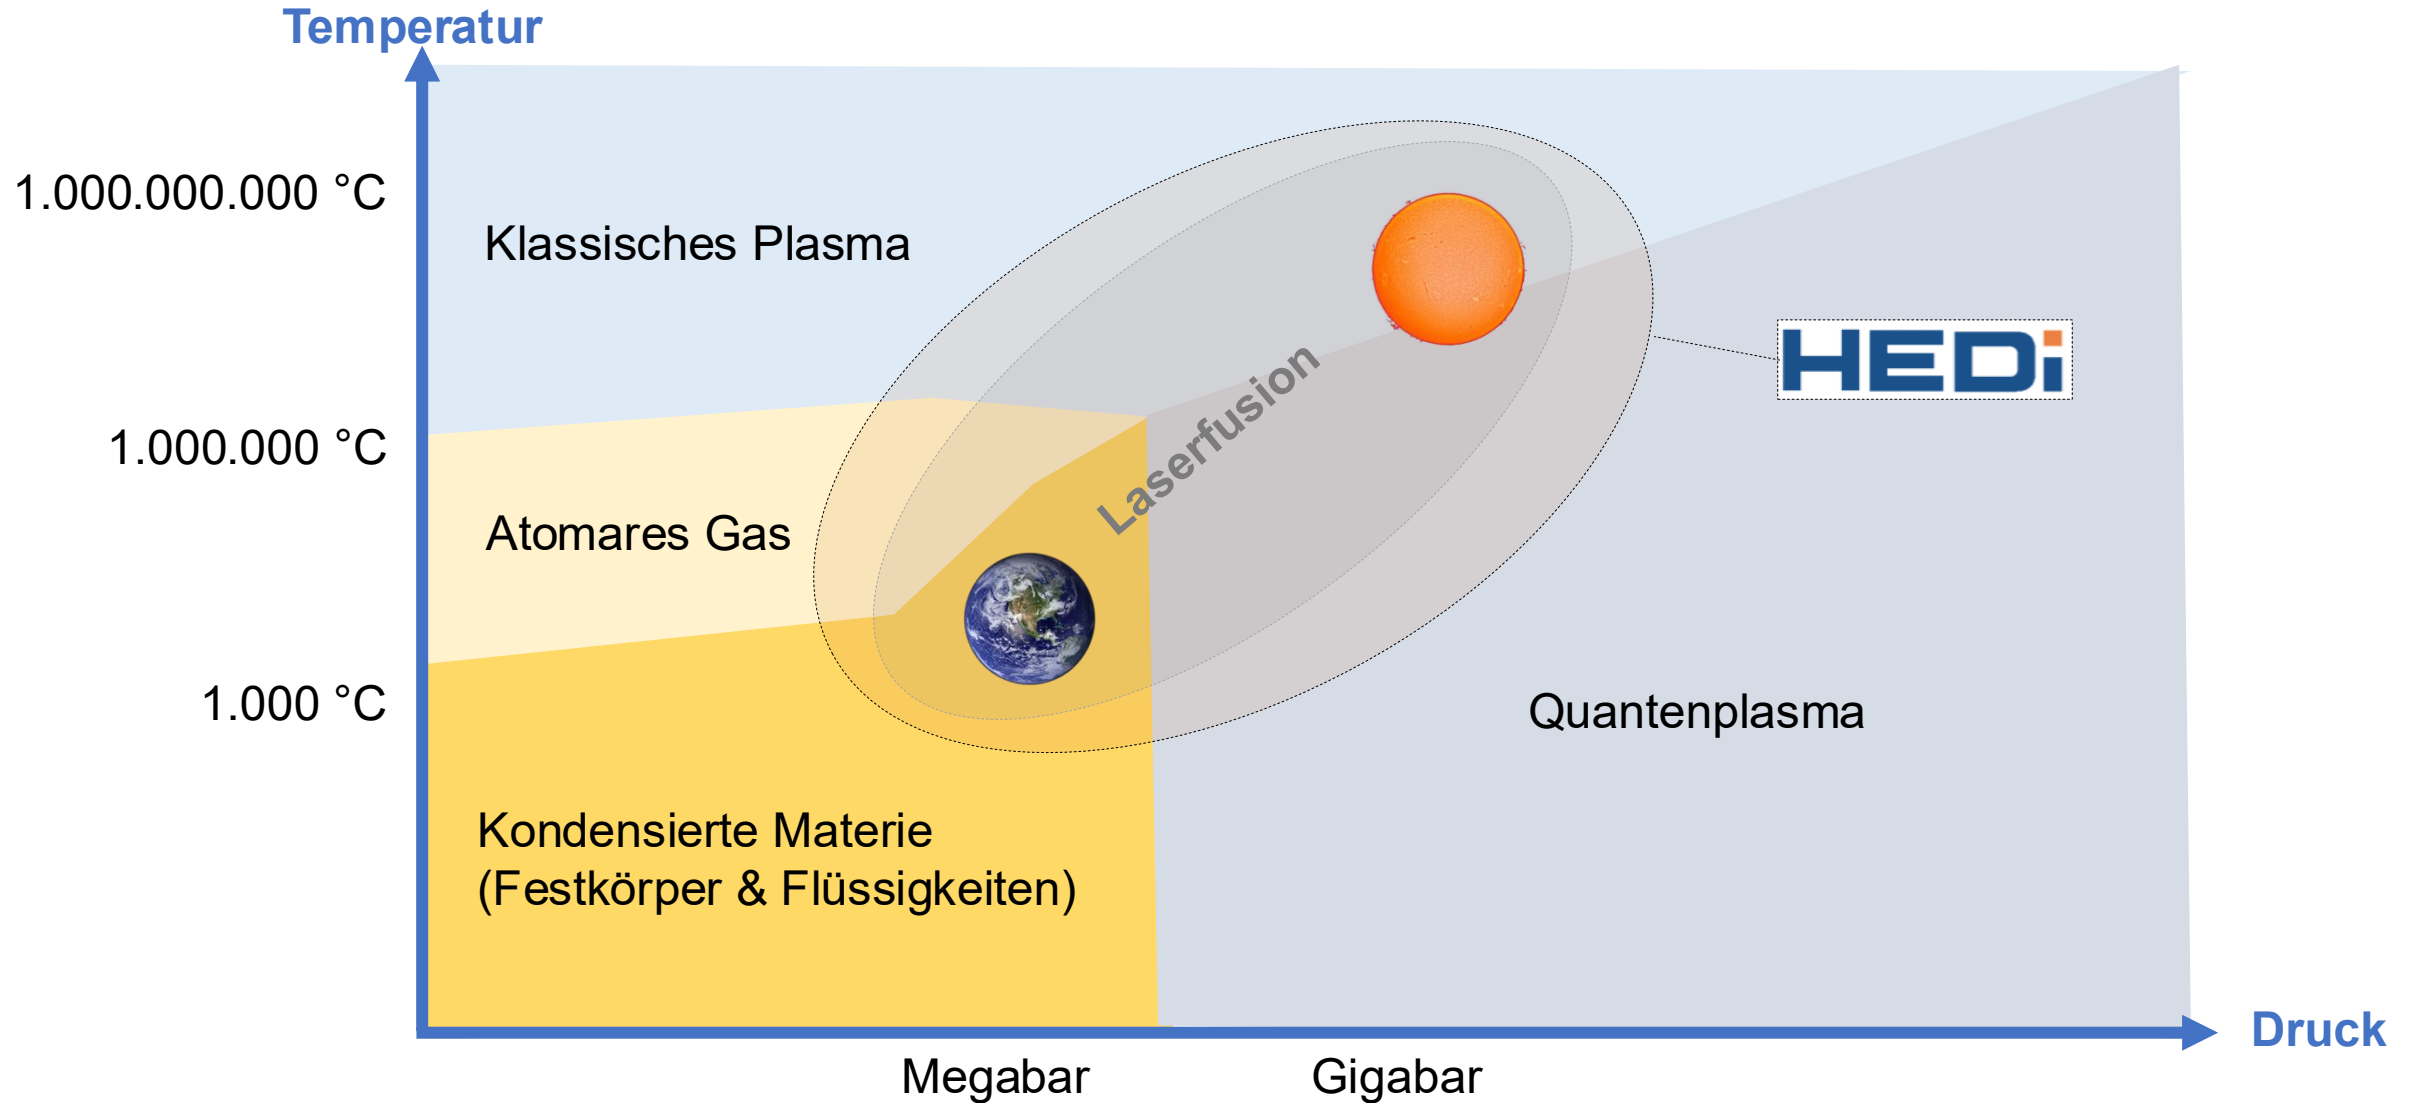 Temperatur
1.000.000.000 °C
Klassisches Plasma
HEDi
Laserfusion
1.000.000 °C
Atomares Gas
1.000 °C
Quantenplasma
Kondensierte Materie
(Festkörper & Flüssigkeiten)
Druck
Megabar
Gigabar